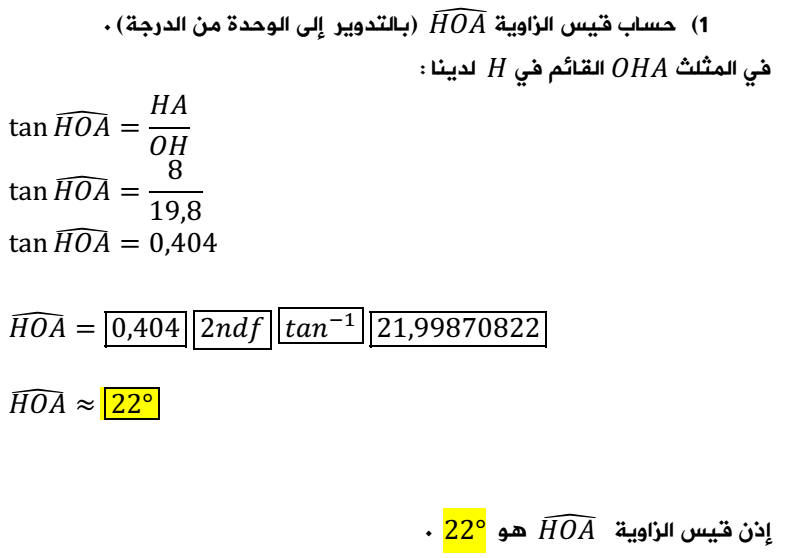 1) حساب قيس الزاوية $\widehat{HOA}$ (بالتدوير إلى الوحدة من الدرجة).
في المثلث $OHA$ القائم في $H$ لدينا :
$\tan \widehat{HOA} = \frac{HA}{OH}$
$\tan \widehat{HOA} = \frac{8}{19,8}$
$\tan \widehat{HOA} = 0,404$
$\widehat{HOA} = \boxed{0,404} \boxed{2ndf} \boxed{tan^{-1}} \boxed{21,99870822}$
$\widehat{HOA} \approx \boxed{22°}$
إذن قيس الزاوية $\widehat{HOA}$ هو $22°$ .